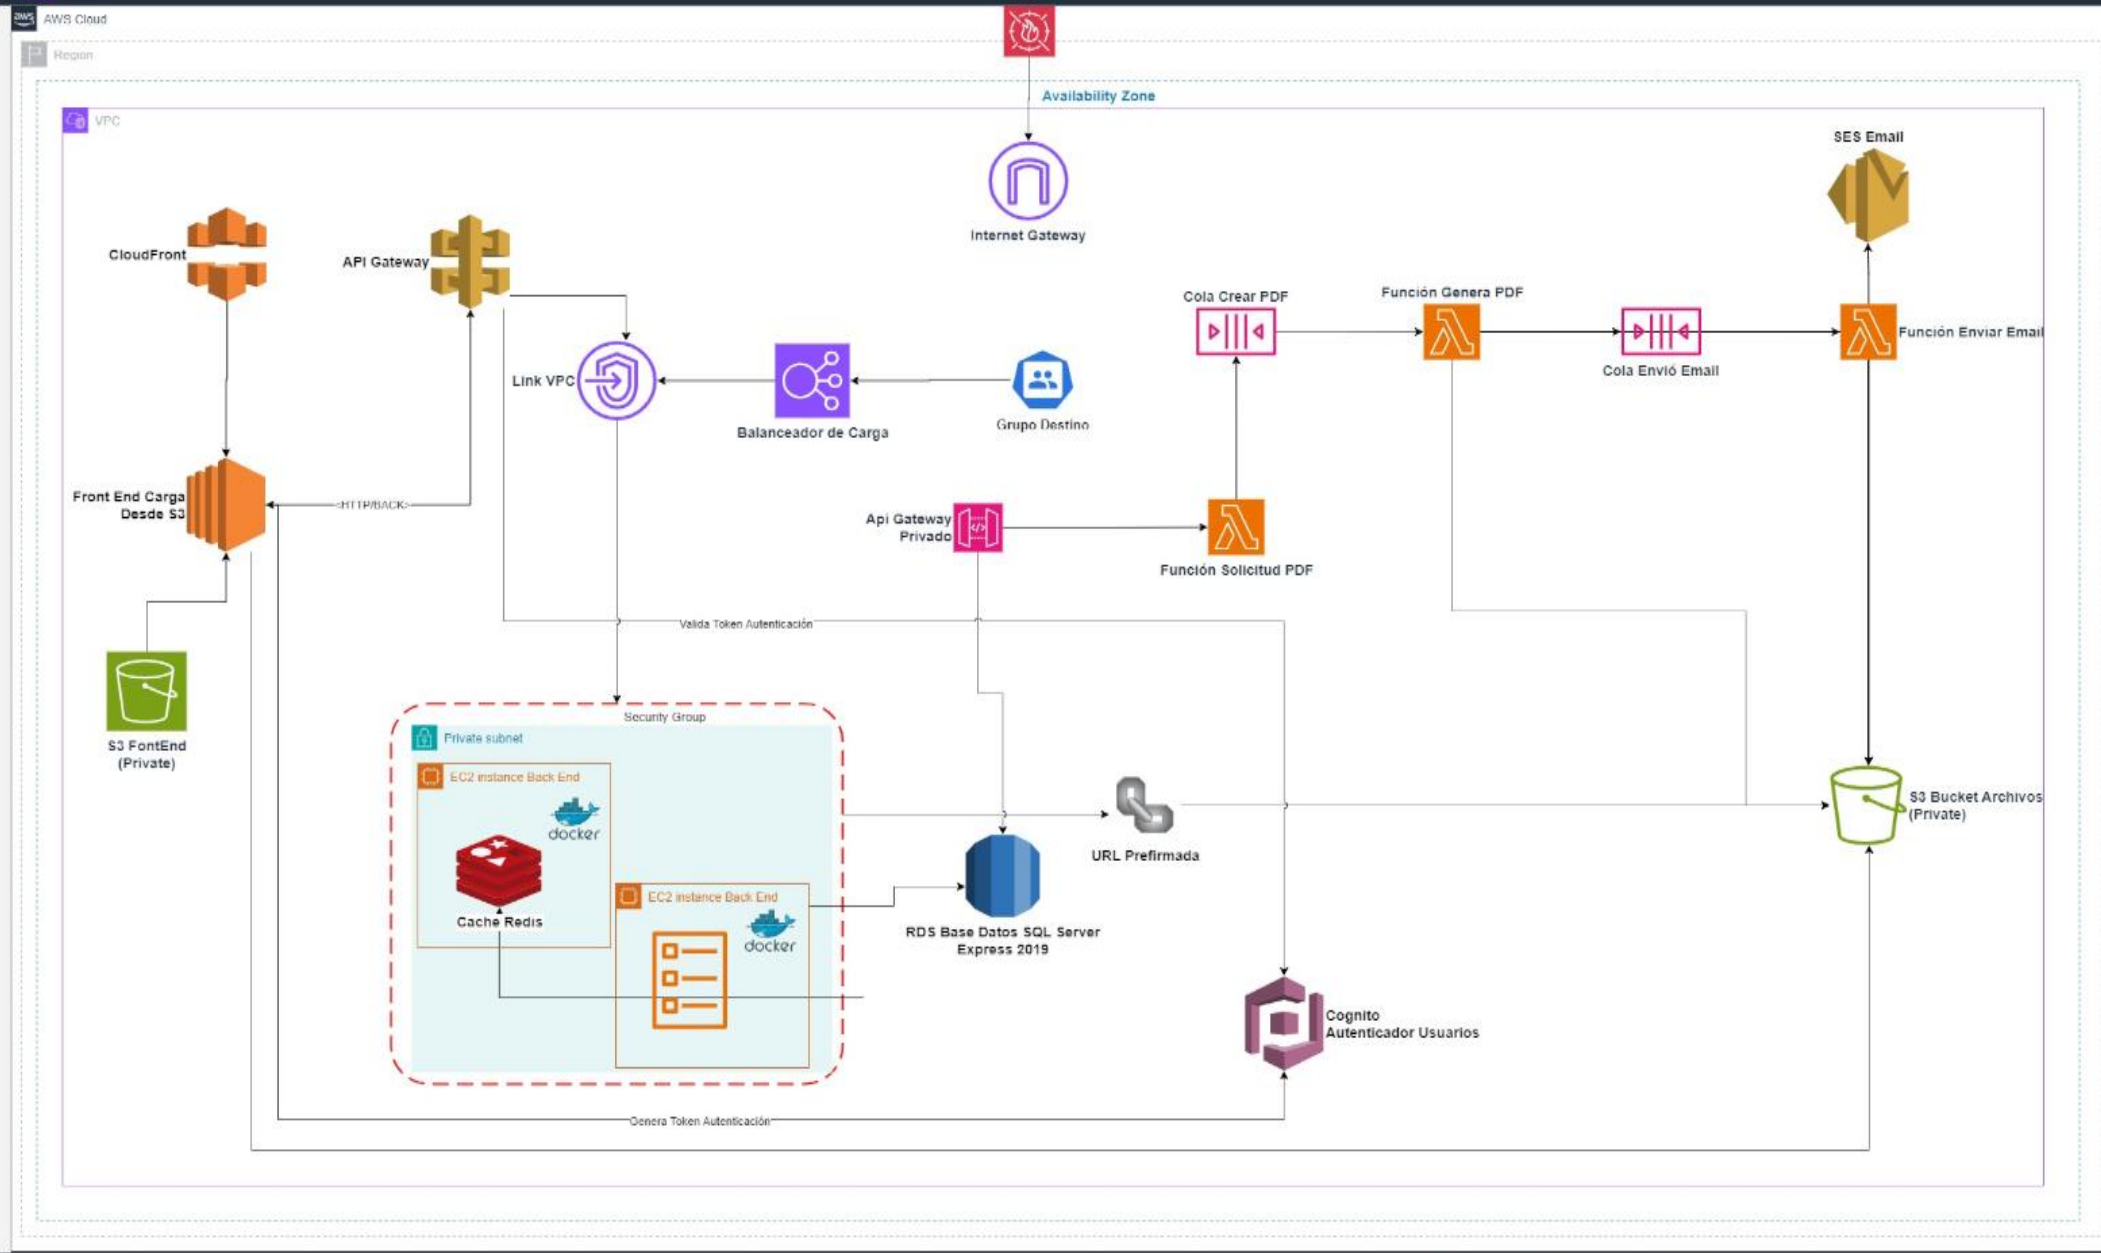 aws
AWS Cloud
Region
Availability Zone
VPC
SES Email
Internet Gateway
CloudFront
API Gateway
Cola Crear PDF
Función Genera PDF
Función Enviar Email
Link VPC
Cola Envió Email
Grupo Destino
Balanceador de Carga
Front End Carga
Desde S3
<HTTP/BACK>
Api Gateway
Privado
Función Solicitud PDF
Valida Token Autenticación
Security Group
Private subnet
S3 FontEnd
(Private)
EC2 instance Back End
docker
Cache Redis
EC2 instance Back End
docker
URL Prefirmada
S3 Bucket Archivos
(Private)
RDS Base Datos SQL Server
Express 2019
Cognito
Autenticador Usuarios
Genera Token Autenticación